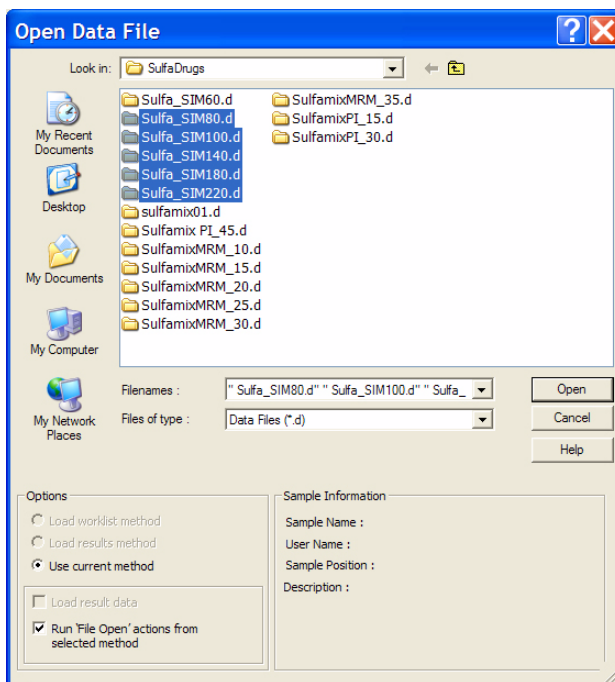 Open Data File
Look in: SulfaDrugs
My Recent
Documents
Desktop
My Documents
My Computer
My Network
Places
Sulfa_SIM60.d
Sulfa_SIM80.d
Sulfa_SIM100.d
Sulfa_SIM140.d
Sulfa_SIM180.d
Sulfa_SIM220.d
sulfamix01.d
Sulfamix PI_45.d
SulfamixMRM_10.d
SulfamixMRM_15.d
SulfamixMRM_20.d
SulfamixMRM_25.d
SulfamixMRM_30.d
SulfamixMRM_35.d
SulfamixPI_15.d
SulfamixPI_30.d
Filenames : " Sulfa_SIM80.d" " Sulfa_SIM100.d" " Sulfa_
Open
Files of type : Data Files (*.d)
Cancel
Help
Options
Load worklist method
Load results method
Use current method
Load result data
Run 'File Open' actions from
selected method
Sample Information
Sample Name :
User Name :
Sample Position :
Description :